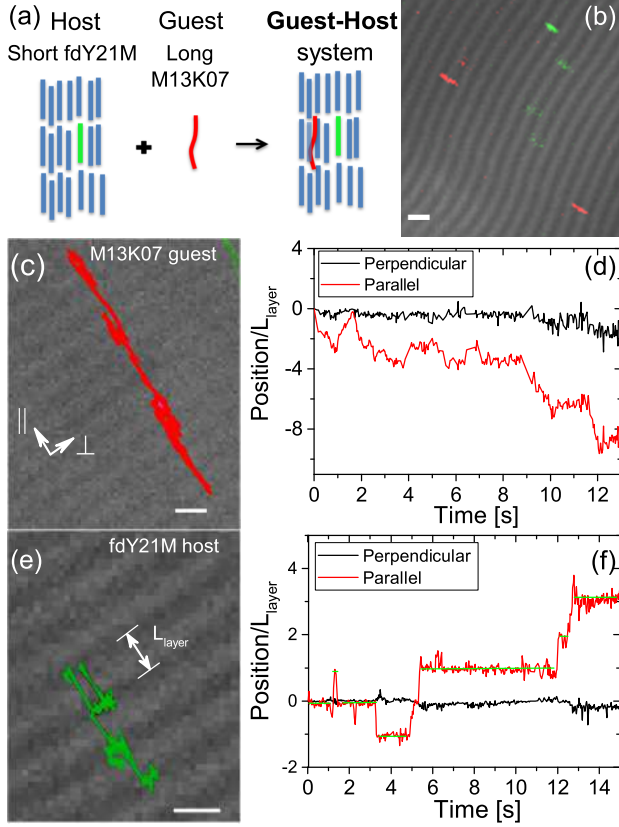 (a)
Host
Short fdY21M
Guest
Long
M13K07
Guest-Host
system
(b)
(c)
M13K07 guest
||
⊥
(d)
Perpendicular
Parallel
Position/L_layer
4
0
-4
-8
0 2 4 6 8 10 12
Time [s]
(e)
fdY21M host
L_layer
(f)
Perpendicular
Parallel
Position/L_layer
4
2
0
-2
0 2 4 6 8 10 12 14
Time [s]